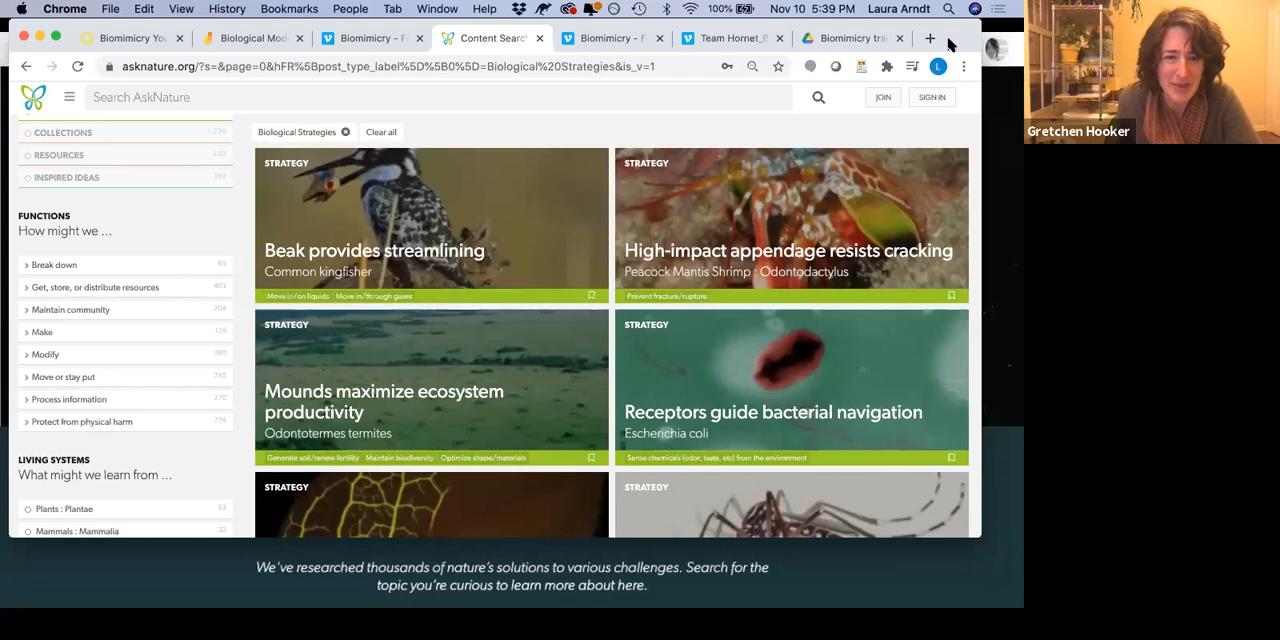 Chrome File Edit View History Bookmarks People Tab Window Help 100% Nov 10 5:39 PM Laura Arndt
Biomimicry You
Biological Mod
Biomimicry - F
Content Searc
Biomimicry - F
Team Hornet_B
Biomimicry tra
asknature.org/?s=&page=0&hFR%5Bpost_type_label%5D%5B0%5D=Biological%20Strategies&is_v=1
L
Search AskNature
JOIN
SIGN IN
COLLECTIONS
RESOURCES
INSPIRED IDEAS
FUNCTIONS
How might we ...
Break down
Get, store, or distribute resources
Maintain community
Make
Modify
Move or stay put
Process information
Protect from physical harm
LIVING SYSTEMS
What might we learn from ...
Plants : Plantae
Mammals : Mammalia
Biological Strategies
Clear all
STRATEGY
Beak provides streamlining
Common kingfisher
Move in/on liquids Move in/through gases
STRATEGY
High-impact appendage resists cracking
Peacock Mantis Shrimp : Odontodactylus
Prevent fracture/rupture
STRATEGY
Mounds maximize ecosystem
productivity
Odontotermes termites
Generate soil/renew fertility Maintain biodiversity Optimize shape/materials
STRATEGY
Receptors guide bacterial navigation
Escherichia coli
Sense chemicals (odor, taste, etc) from the environment
STRATEGY
STRATEGY
We've researched thousands of nature's solutions to various challenges. Search for the
topic you're curious to learn more about here.
Gretchen Hooker